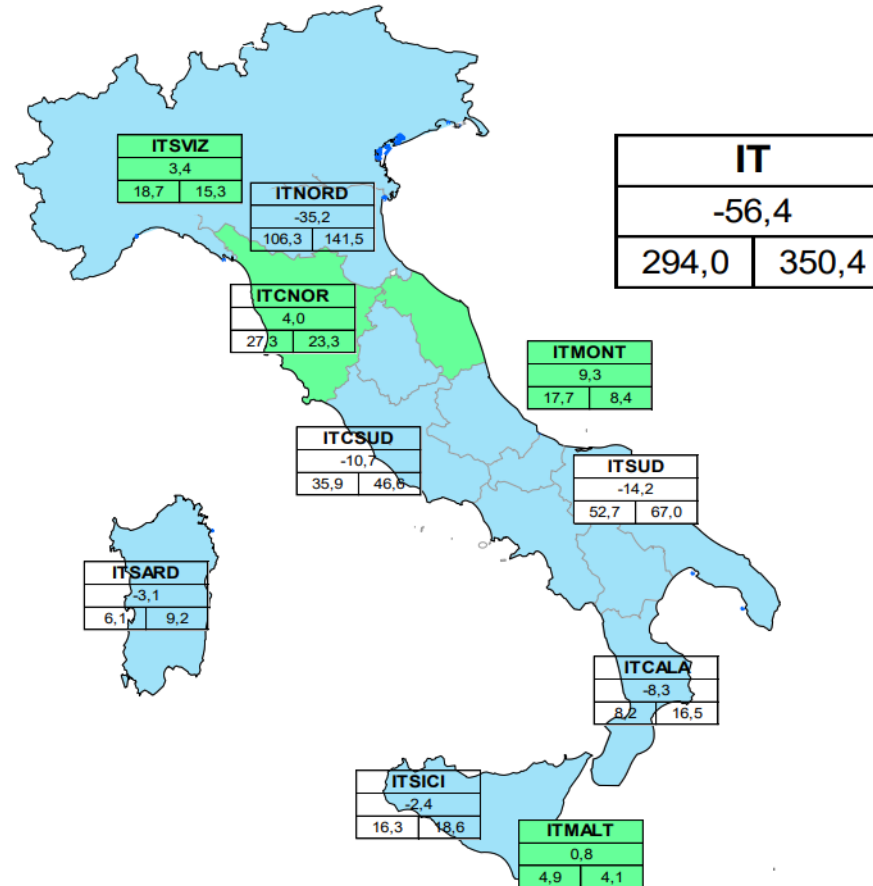 ITSVIZ
3,4
18,7 15,3
ITNORD
-35,2
106,3 141,5
IT
-56,4
294,0 350,4
ITCNOR
4,0
27,3 23,3
ITMONT
9,3
17,7 8,4
ITCSUD
-10,7
35,9 46,6
ITSUD
-14,2
52,7 67,0
ITSARD
-3,1
6,1 9,2
ITCALA
-8,3
8,2 16,5
ITSICI
-2,4
16,3 18,6
ITMALT
0,8
4,9 4,1